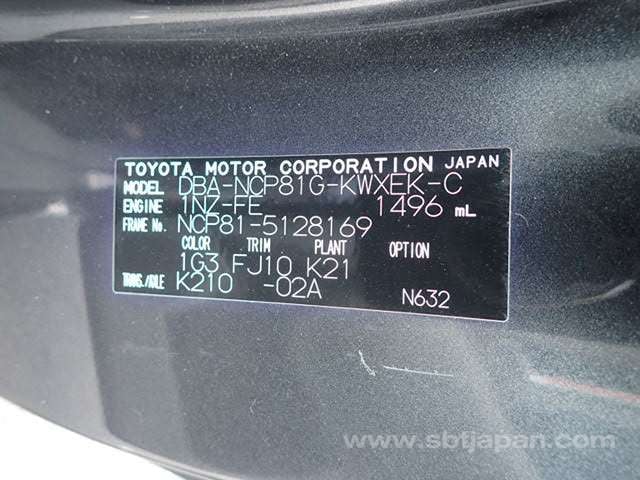 TOYOTA MOTOR CORPORATION JAPAN
MODEL DBA-NCP81G-KWXEK-C
ENGINE 1NZ-FE 1496 mL
FRAME No. NCP81-5128169
COLOR TRIM PLANT OPTION
1G3 FJ10 K21
TRANS./AXLE K210 -02A N632
www.sbtjapan.com